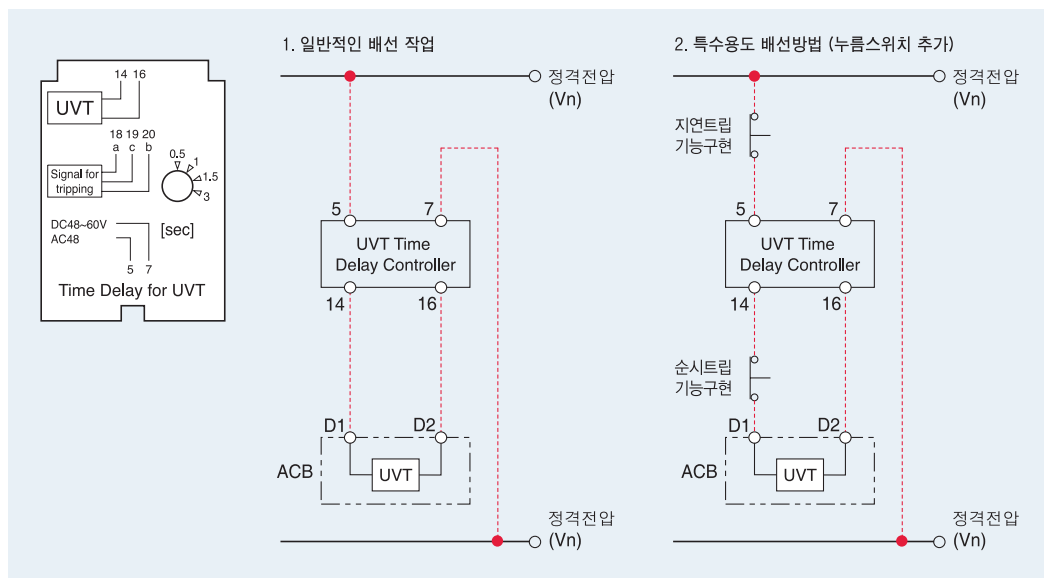 14 16
UVT
18 19 20
a c b
Signal for
tripping
0.5
1
1.5
3
DC48~60V
AC48
[sec]
5 7
Time Delay for UVT
1. 일반적인 배선 작업
정격전압
(Vn)
5 7
UVT Time
Delay Controller
14 16
D1 D2
ACB
UVT
정격전압
(Vn)
2. 특수용도 배선방법 (누름스위치 추가)
정격전압
(Vn)
지연트립
기능구현
5 7
UVT Time
Delay Controller
14 16
순시트립
기능구현
D1 D2
ACB
UVT
정격전압
(Vn)